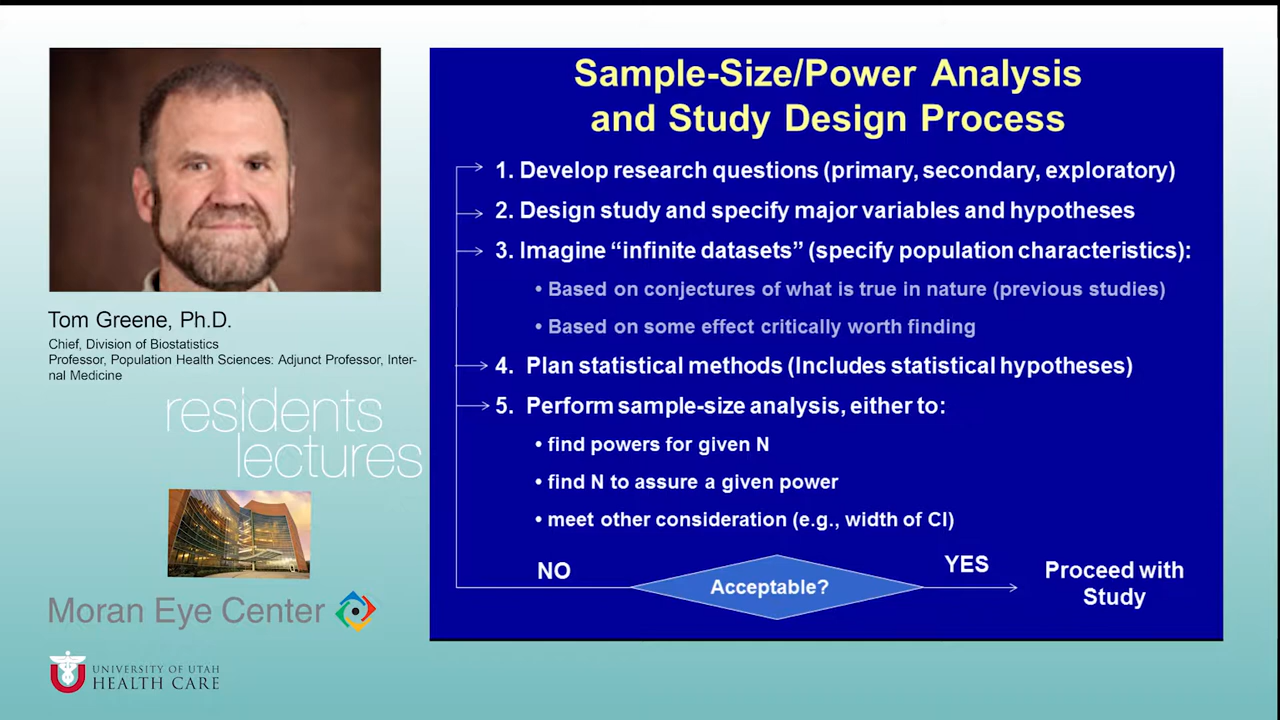 Sample-Size/Power Analysis
and Study Design Process
1. Develop research questions (primary, secondary, exploratory)
2. Design study and specify major variables and hypotheses
3. Imagine “infinite datasets” (specify population characteristics):
• Based on conjectures of what is true in nature (previous studies)
• Based on some effect critically worth finding
4. Plan statistical methods (Includes statistical hypotheses)
5. Perform sample-size analysis, either to:
• find powers for given N
• find N to assure a given power
• meet other consideration (e.g., width of CI)
NO
Acceptable?
YES
Proceed with
Study
Tom Greene, Ph.D.
Chief, Division of Biostatistics
Professor, Population Health Sciences: Adjunct Professor, Inter-
nal Medicine
residents
lectures
Moran Eye Center
UNIVERSITY OF UTAH
HEALTH CARE